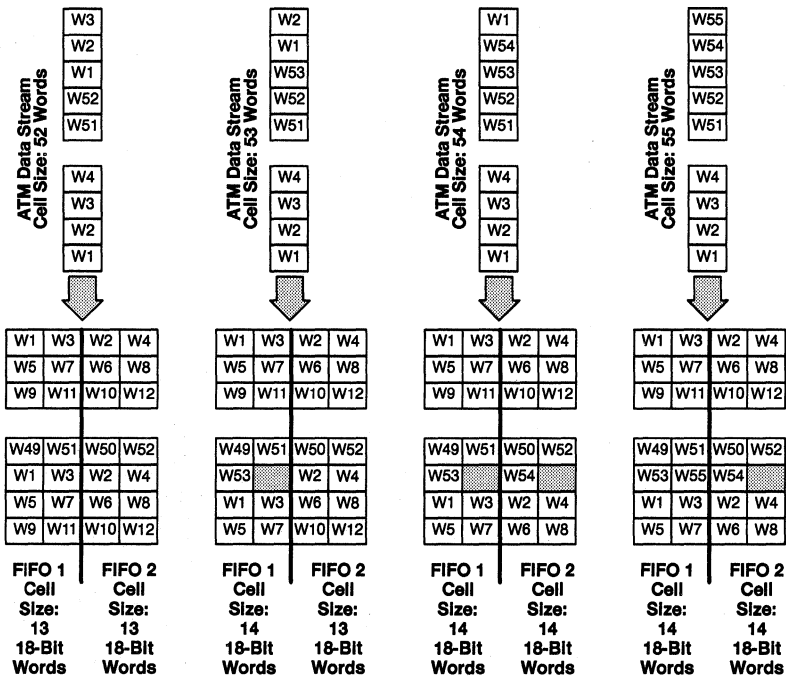 ATM Data Stream
Cell Size: 52 Words
W3
W2
W1
W52
W51
W4
W3
W2
W1
W1 W3 W2 W4
W5 W7 W6 W8
W9 W11 W10 W12
W49 W51 W50 W52
W1 W3 W2 W4
W5 W7 W6 W8
W9 W11 W10 W12
FIFO 1
Cell
Size:
13
18-Bit
Words
FIFO 2
Cell
Size:
13
18-Bit
Words
ATM Data Stream
Cell Size: 53 Words
W2
W1
W53
W52
W51
W4
W3
W2
W1
W1 W3 W2 W4
W5 W7 W6 W8
W9 W11 W10 W12
W49 W51 W50 W52
W53 W2 W4
W1 W3 W6 W8
W5 W7 W10 W12
FIFO 1
Cell
Size:
14
18-Bit
Words
FIFO 2
Cell
Size:
13
18-Bit
Words
ATM Data Stream
Cell Size: 54 Words
W1
W54
W53
W52
W51
W4
W3
W2
W1
W1 W3 W2 W4
W5 W7 W6 W8
W9 W11 W10 W12
W49 W51 W50 W52
W53 W54
W1 W3 W2 W4
W5 W7 W6 W8
FIFO 1
Cell
Size:
14
18-Bit
Words
FIFO 2
Cell
Size:
14
18-Bit
Words
ATM Data Stream
Cell Size: 55 Words
W55
W54
W53
W52
W51
W4
W3
W2
W1
W1 W3 W2 W4
W5 W7 W6 W8
W9 W11 W10 W12
W49 W51 W50 W52
W53 W55 W54
W1 W3 W2 W4
W5 W7 W6 W8
FIFO 1
Cell
Size:
14
18-Bit
Words
FIFO 2
Cell
Size:
14
18-Bit
Words